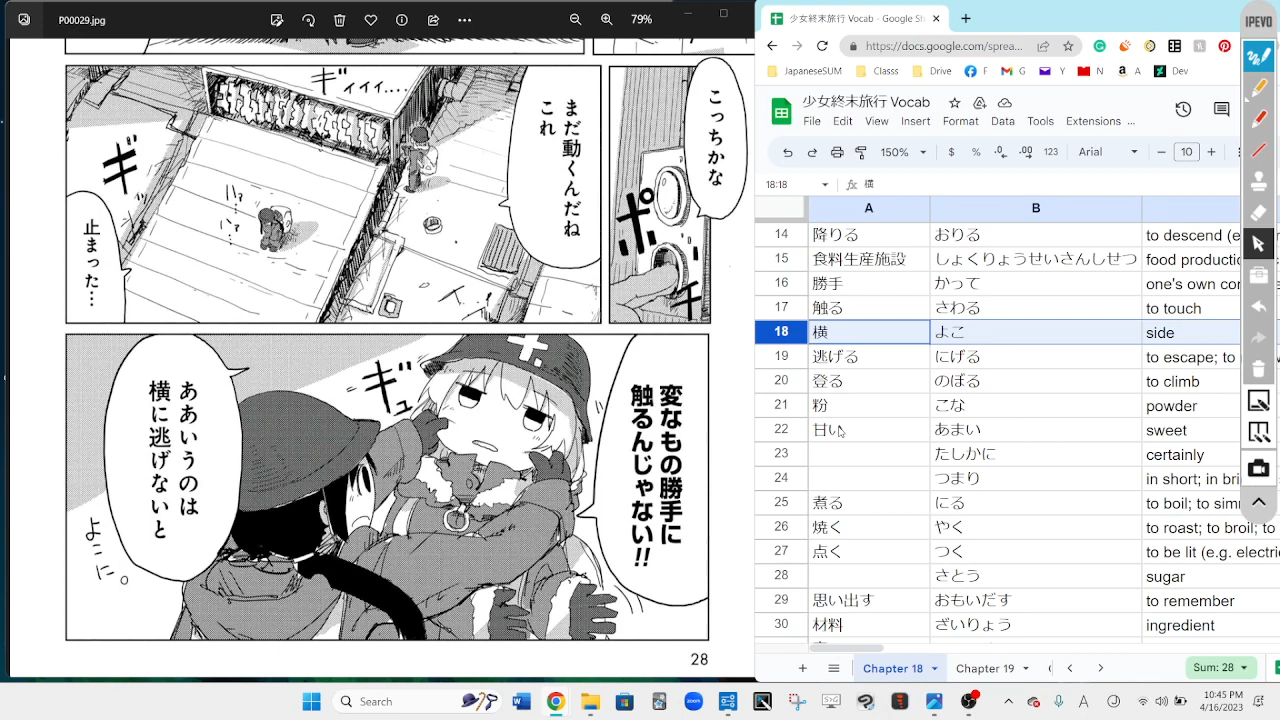 P00029.jpg
79%
こっちかな
ポ
チ
ギィィィ....
まだ動くんだね
これ
ギ
止まった…
変なもの勝手に
触るんじゃない!!
ギュ
ああいうのは
横に逃げないと
よこに。
28
少女終末旅行 Vocab - Google Sh
https://docs.google.com/spree...
JapaneseSUM
Class
Drive
F
G
Y
N
A
Dev
少女終末旅行 Vocab
File Edit View Insert Format Data Tools Extensions ...
150% $ % .0 .00 123 Arial 10
18:18 fx 横
A B
14 降りる おりる to descend (e
15 食料生産施設 しょくりょうせいさんしせつ food productio
16 勝手 かって one's own con
17 触る さわる to touch
18 横 よこ side
19 逃げる にげる to escape; to
20 登る のぼる to climb
21 粉 こな powder
22 甘い あまい sweet
23 たしかに certainly
24 つまり in short; in bri
25 煮る にる to boil; to sim
26 焼く やく to roast; to broil;
27 点く つく to be lit (e.g. electri
28 さとう sugar
29 思い出す おもいだす to remember
30 材料 ざいりょう ingredient
Chapter 18 Chapter 19 Sum: 28
IPEVO
Search
10:45 PM
4/26/2023